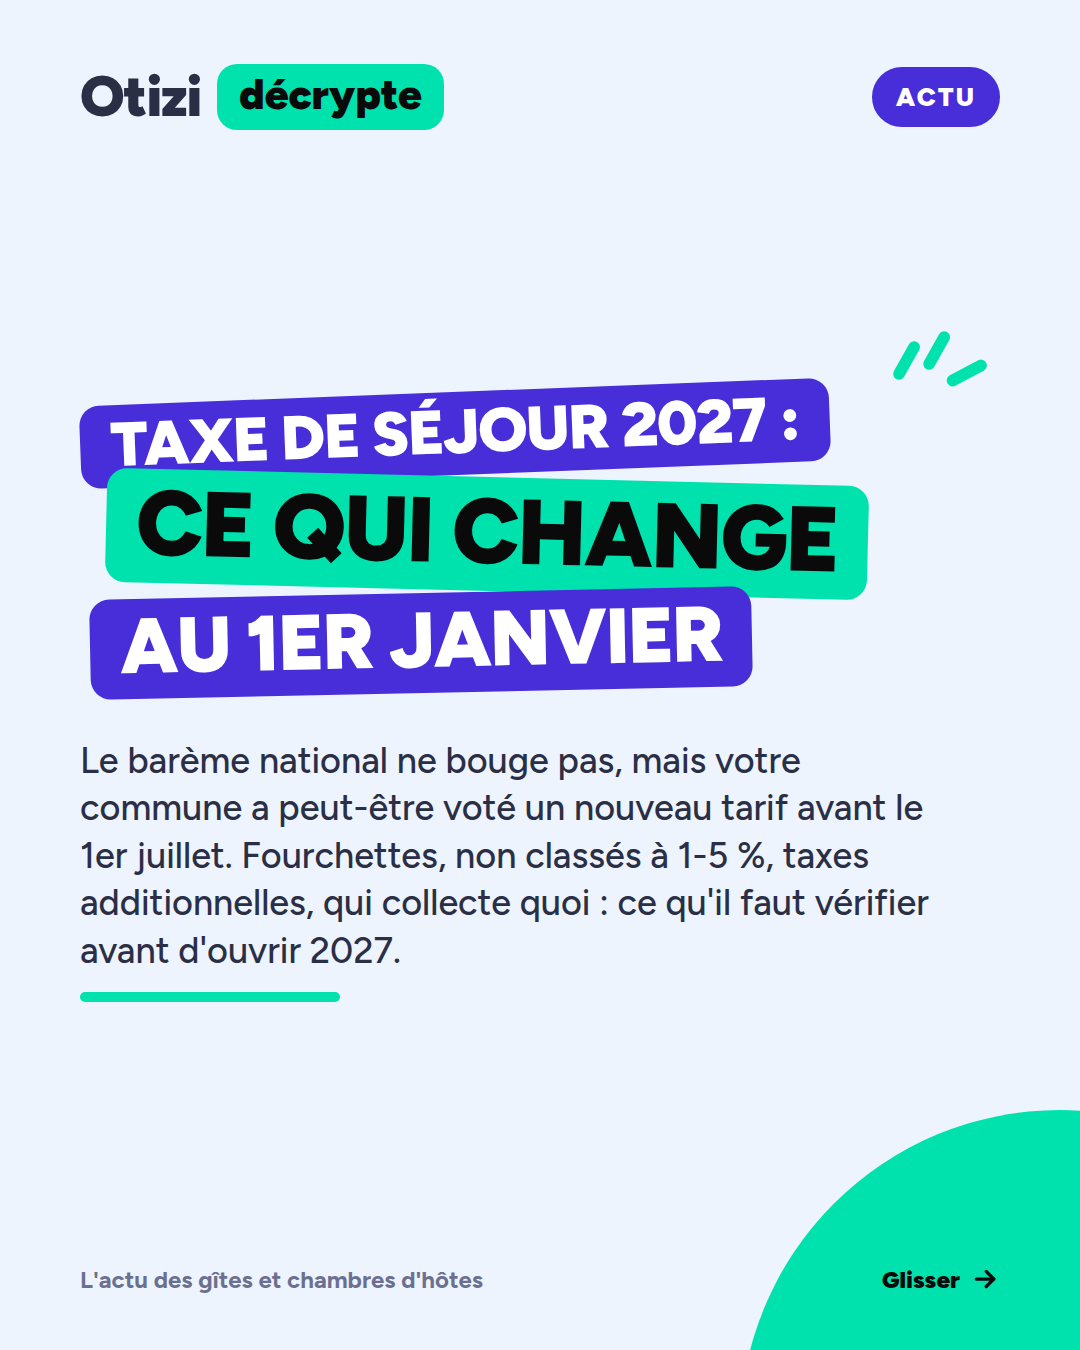 Otizi décrypte
ACTU
TAXE DE SÉJOUR 2027 :
CE QUI CHANGE
AU 1ER JANVIER
Le barème national ne bouge pas, mais votre
commune a peut-être voté un nouveau tarif avant le
1er juillet. Fourchettes, non classés à 1-5 %, taxes
additionnelles, qui collecte quoi : ce qu'il faut vérifier
avant d'ouvrir 2027.
L'actu des gîtes et chambres d'hôtes
Glisser →